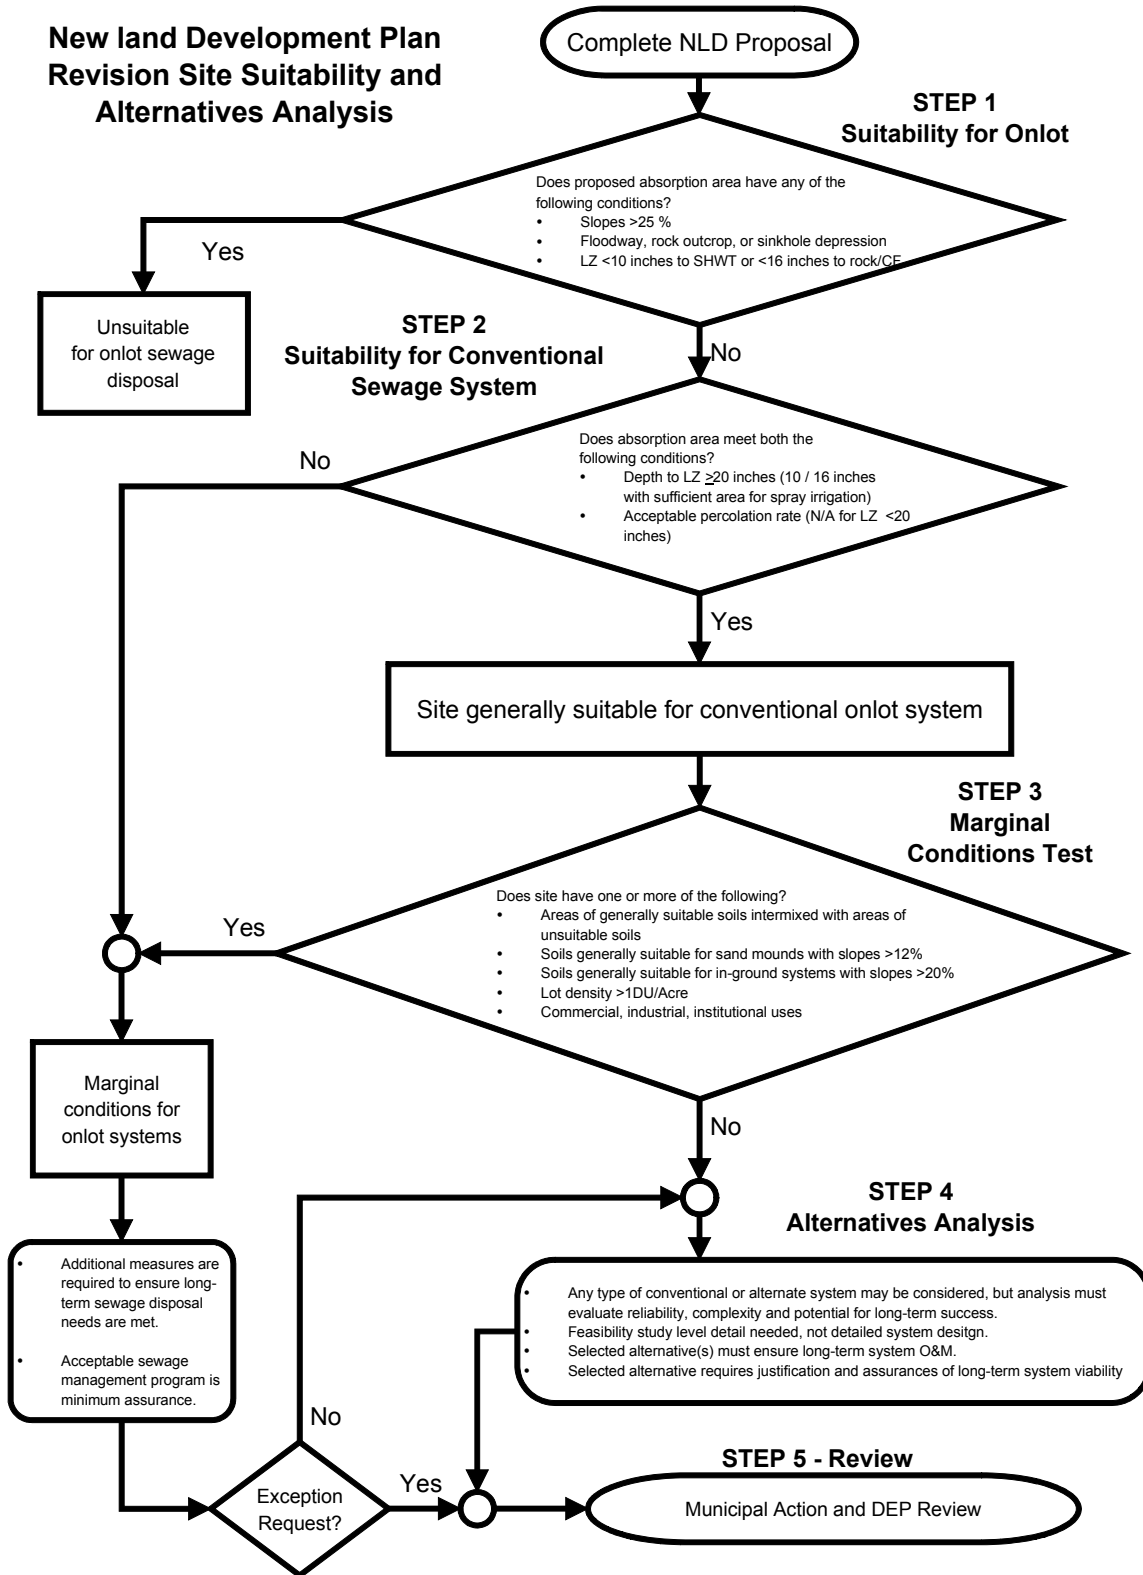 New land Development Plan
Revision Site Suitability and
Alternatives Analysis
Complete NLD Proposal
STEP 1
Suitability for Onlot
Does proposed absorption area have any of the
following conditions?
• Slopes >25 %
• Floodway, rock outcrop, or sinkhole depression
• LZ <10 inches to SHWT or <16 inches to rock/CF
Yes
Unsuitable
for onlot sewage
disposal
No
STEP 2
Suitability for Conventional
Sewage System
Does absorption area meet both the
following conditions?
• Depth to LZ >20 inches (10 / 16 inches
with sufficient area for spray irrigation)
• Acceptable percolation rate (N/A for LZ <20
inches)
No
Yes
Site generally suitable for conventional onlot system
STEP 3
Marginal
Conditions Test
Does site have one or more of the following?
• Areas of generally suitable soils intermixed with areas of
unsuitable soils
• Soils generally suitable for sand mounds with slopes >12%
• Soils generally suitable for in-ground systems with slopes >20%
• Lot density >1DU/Acre
• Commercial, industrial, institutional uses
Yes
No
Marginal
conditions for
onlot systems
• Additional measures are
required to ensure long-
term sewage disposal
needs are met.
• Acceptable sewage
management program is
minimum assurance.
STEP 4
Alternatives Analysis
• Any type of conventional or alternate system may be considered, but analysis must
evaluate reliability, complexity and potential for long-term success.
• Feasibility study level detail needed, not detailed system desitgn.
• Selected alternative(s) must ensure long-term system O&M.
• Selected alternative requires justification and assurances of long-term system viability
No
Exception
Request?
Yes
STEP 5 - Review
Municipal Action and DEP Review